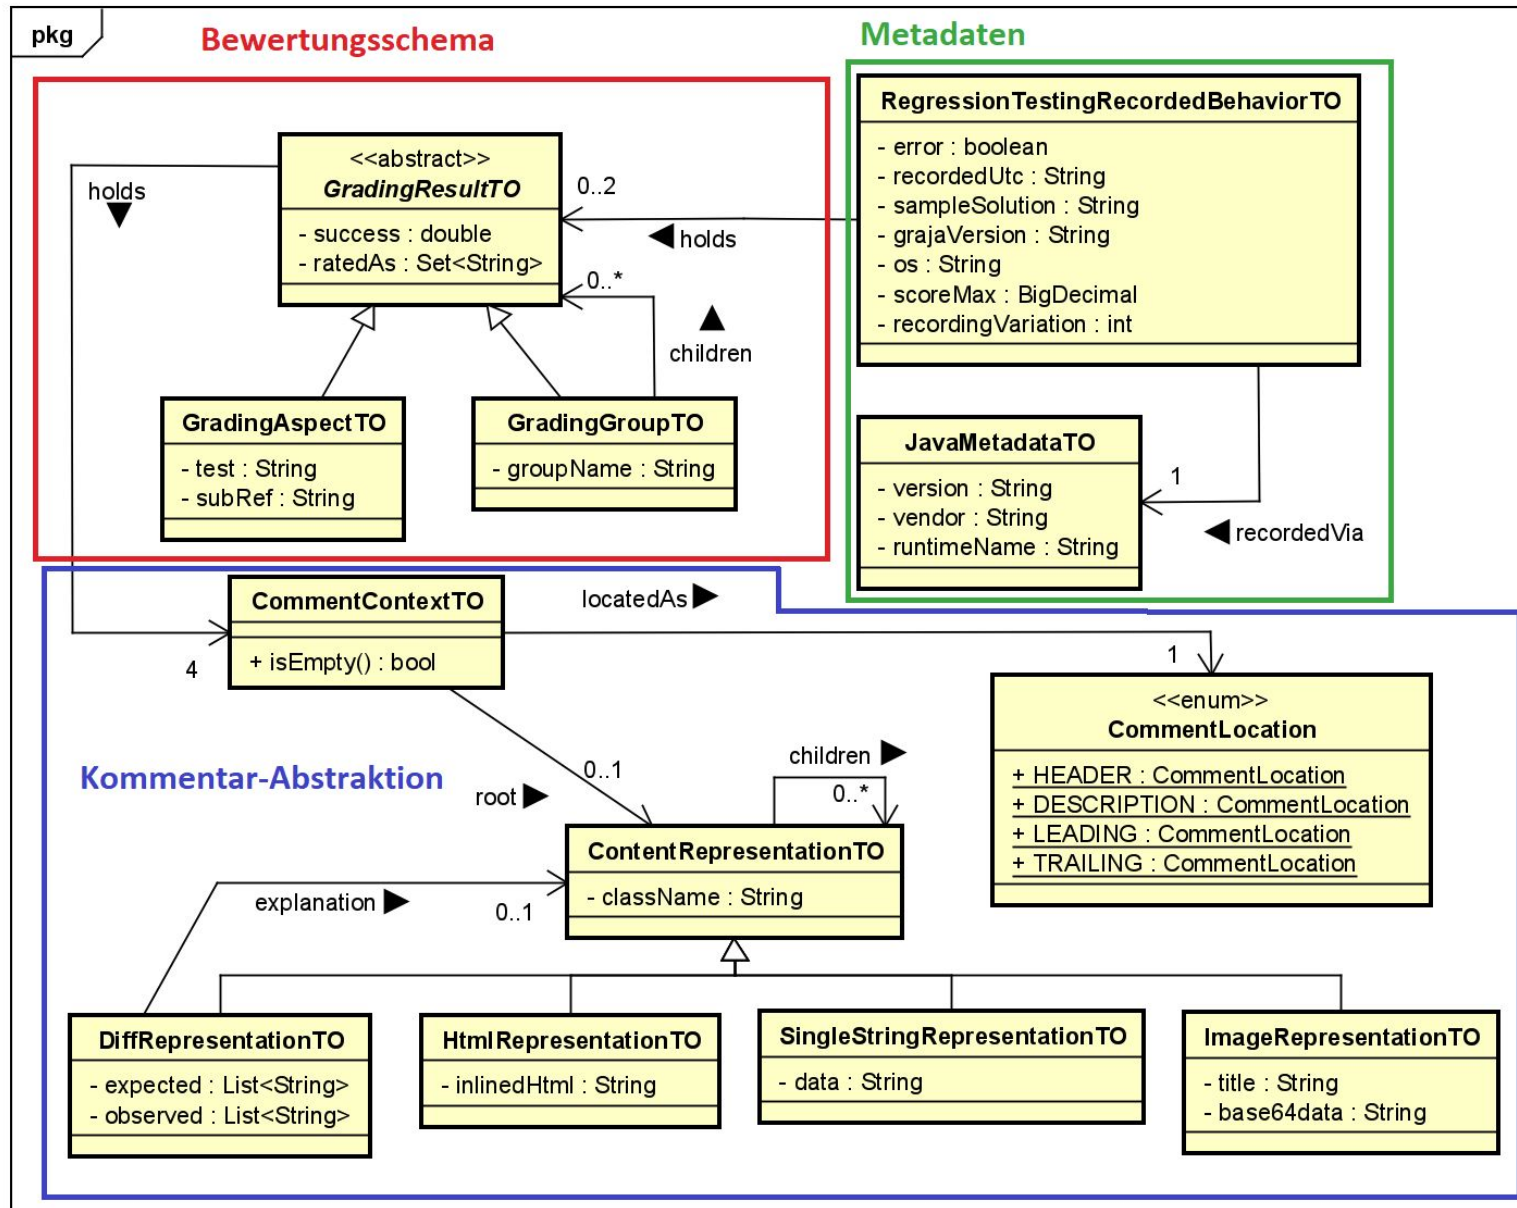 pkg
Bewertungsschema
Metadaten
<<abstract>>
GradingResultTO
- success : double
- ratedAs : Set<String>
holds
0..2
holds
0..*
children
RegressionTestingRecordedBehaviorTO
- error : boolean
- recordedUtc : String
- sampleSolution : String
- grajaVersion : String
- os : String
- scoreMax : BigDecimal
- recordingVariation : int
GradingAspectTO
- test : String
- subRef : String
GradingGroupTO
- groupName : String
JavaMetadataTO
- version : String
- vendor : String
- runtimeName : String
1
recordedVia
CommentContextTO
+ isEmpty() : bool
4
locatedAs
1
<<enum>>
CommentLocation
+ HEADER : CommentLocation
+ DESCRIPTION : CommentLocation
+ LEADING : CommentLocation
+ TRAILING : CommentLocation
Kommentar-Abstraktion
root
0..1
children
0..*
ContentRepresentationTO
- className : String
explanation
0..1
DiffRepresentationTO
- expected : List<String>
- observed : List<String>
HtmlRepresentationTO
- inlinedHtml : String
SingleStringRepresentationTO
- data : String
ImageRepresentationTO
- title : String
- base64data : String